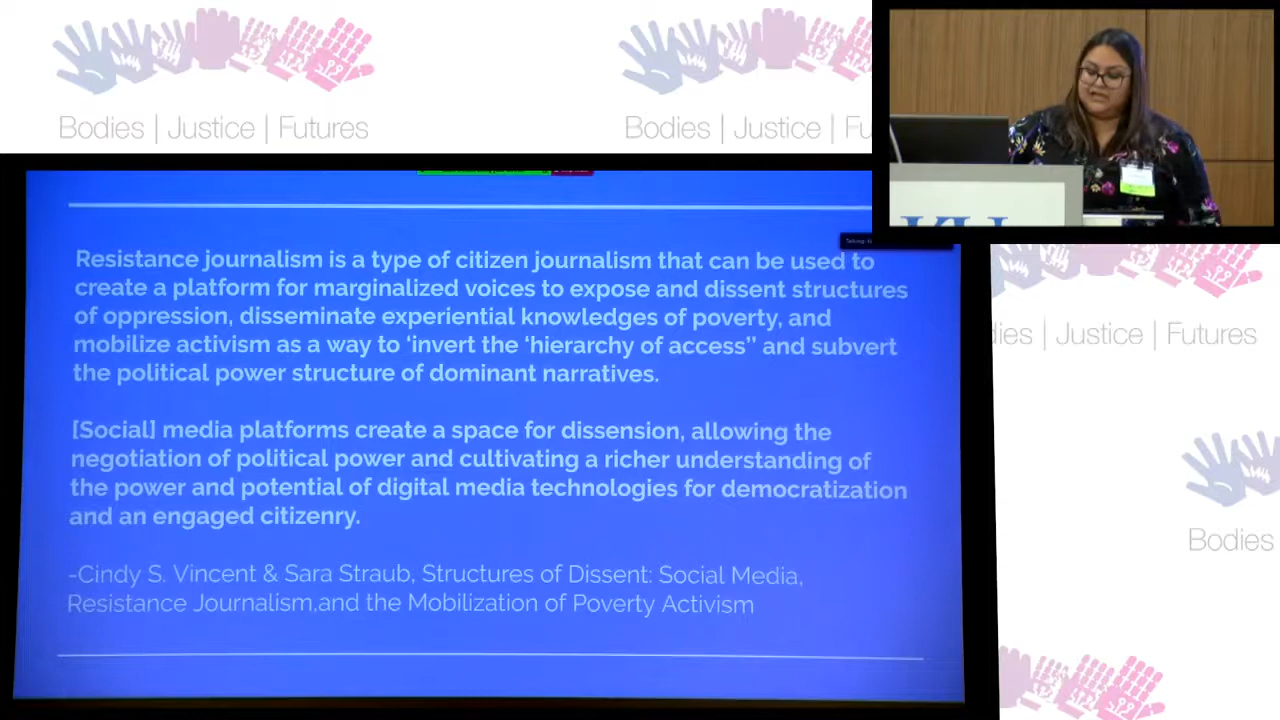 Bodies | Justice | Futures
Bodies | Justice | Fu
Resistance journalism is a type of citizen journalism that can be used to
create a platform for marginalized voices to expose and dissent structures
of oppression, disseminate experiential knowledges of poverty, and
mobilize activism as a way to ‘invert the ‘hierarchy of access’’ and subvert
the political power structure of dominant narratives.
[Social] media platforms create a space for dissension, allowing the
negotiation of political power and cultivating a richer understanding of
the power and potential of digital media technologies for democratization
and an engaged citizenry.
-Cindy S. Vincent & Sara Straub, Structures of Dissent: Social Media,
Resistance Journalism,and the Mobilization of Poverty Activism
KU
Talking:
dies | Justice | Futures
Bodies